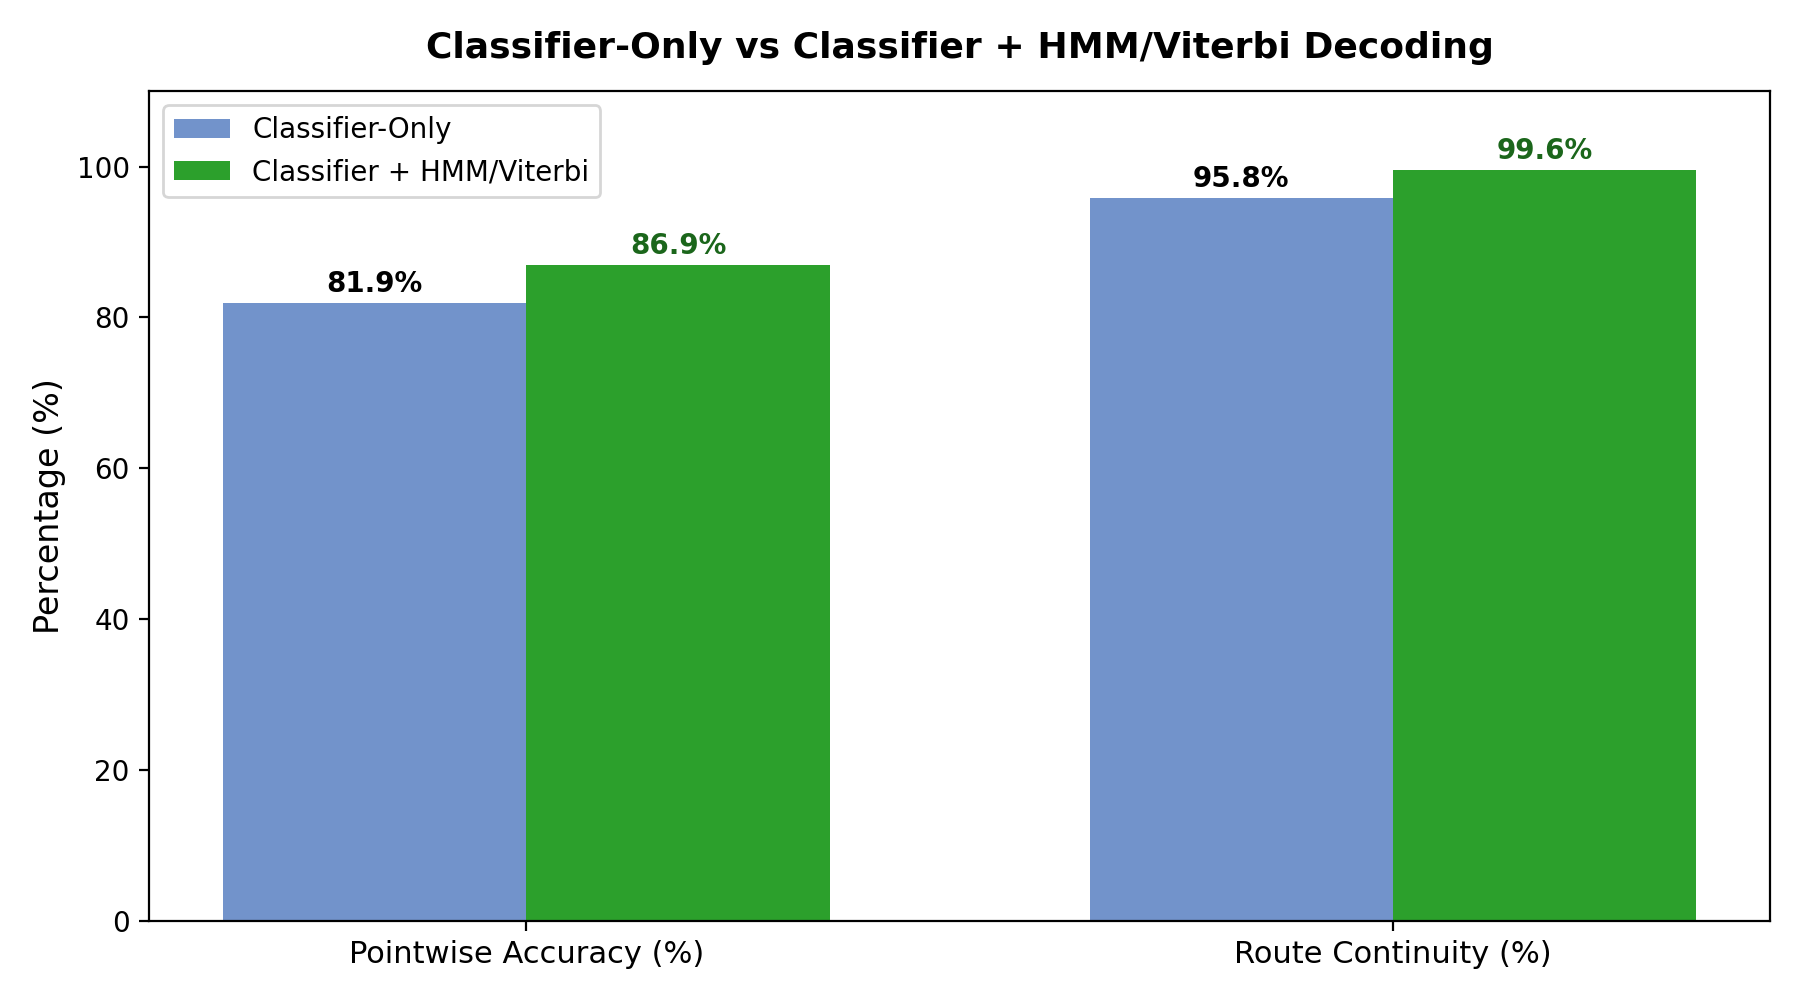 Classifier-Only vs Classifier + HMM/Viterbi Decoding
Classifier-Only
Classifier + HMM/Viterbi
Percentage (%)
100
80
60
40
20
0
81.9%
86.9%
95.8%
99.6%
Pointwise Accuracy (%)
Route Continuity (%)